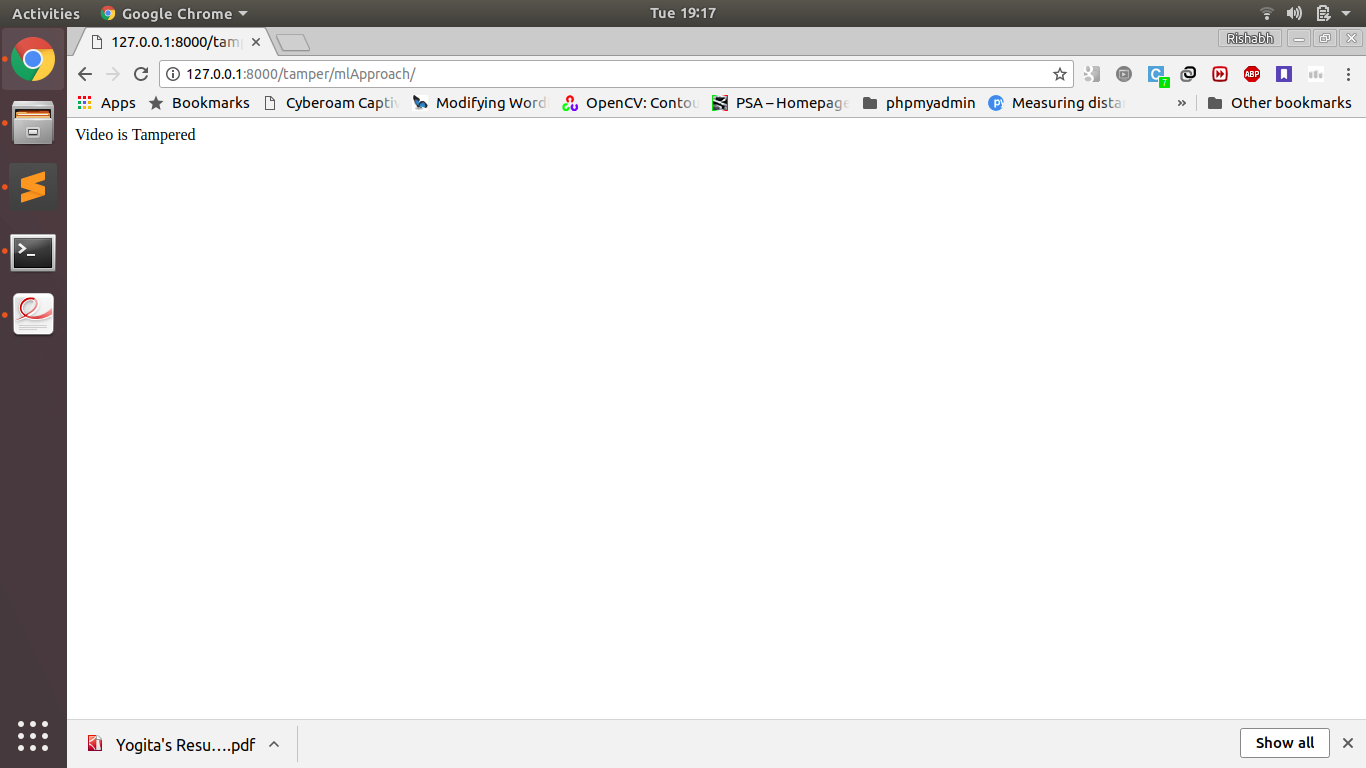 Activities Google Chrome Tue 19:17
127.0.0.1:8000/tam Rishabh
127.0.0.1:8000/tamper/mlApproach/ 7 ABP
Apps Bookmarks Cyberoam Capti Modifying Word OpenCV: Contou PSA – Homepage phpmyadmin Measuring dista » Other bookmarks
Video is Tampered
Yogita's Resu....pdf Show all